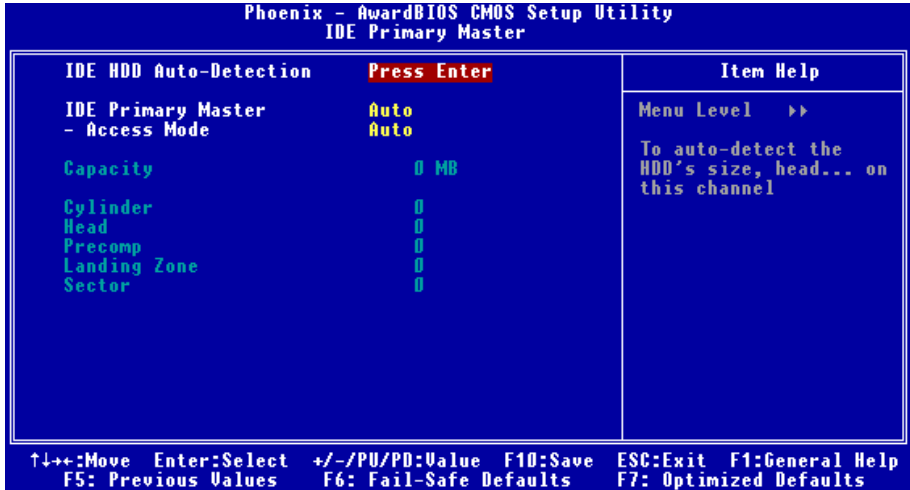 Phoenix - AwardBIOS CMOS Setup Utility
IDE Primary Master
IDE HDD Auto-Detection Press Enter
IDE Primary Master Auto
- Access Mode Auto
Capacity 0 MB
Cylinder 0
Head 0
Precomp 0
Landing Zone 0
Sector 0
Item Help
Menu Level ▸▸
To auto-detect the
HDD's size, head... on
this channel
↑↓→←:Move Enter:Select +/-/PU/PD:Value F10:Save ESC:Exit F1:General Help
F5: Previous Values F6: Fail-Safe Defaults F7: Optimized Defaults